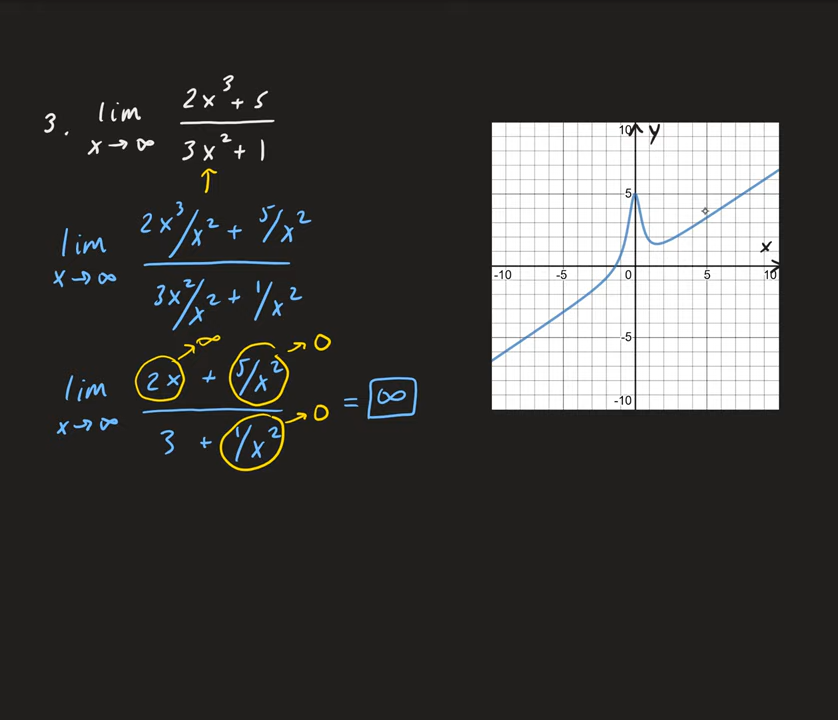 3. lim x→∞ (2x³ + 5)/(3x² + 1)
↑
lim x→∞ (2x³/x² + 5/x²)/(3x²/x² + 1/x²)
→∞ →0
lim x→∞ (2x + 5/x²)/(3 + 1/x²) = ∞
→0
10 y
5
x
-10 -5 0 5 10
-5
-10